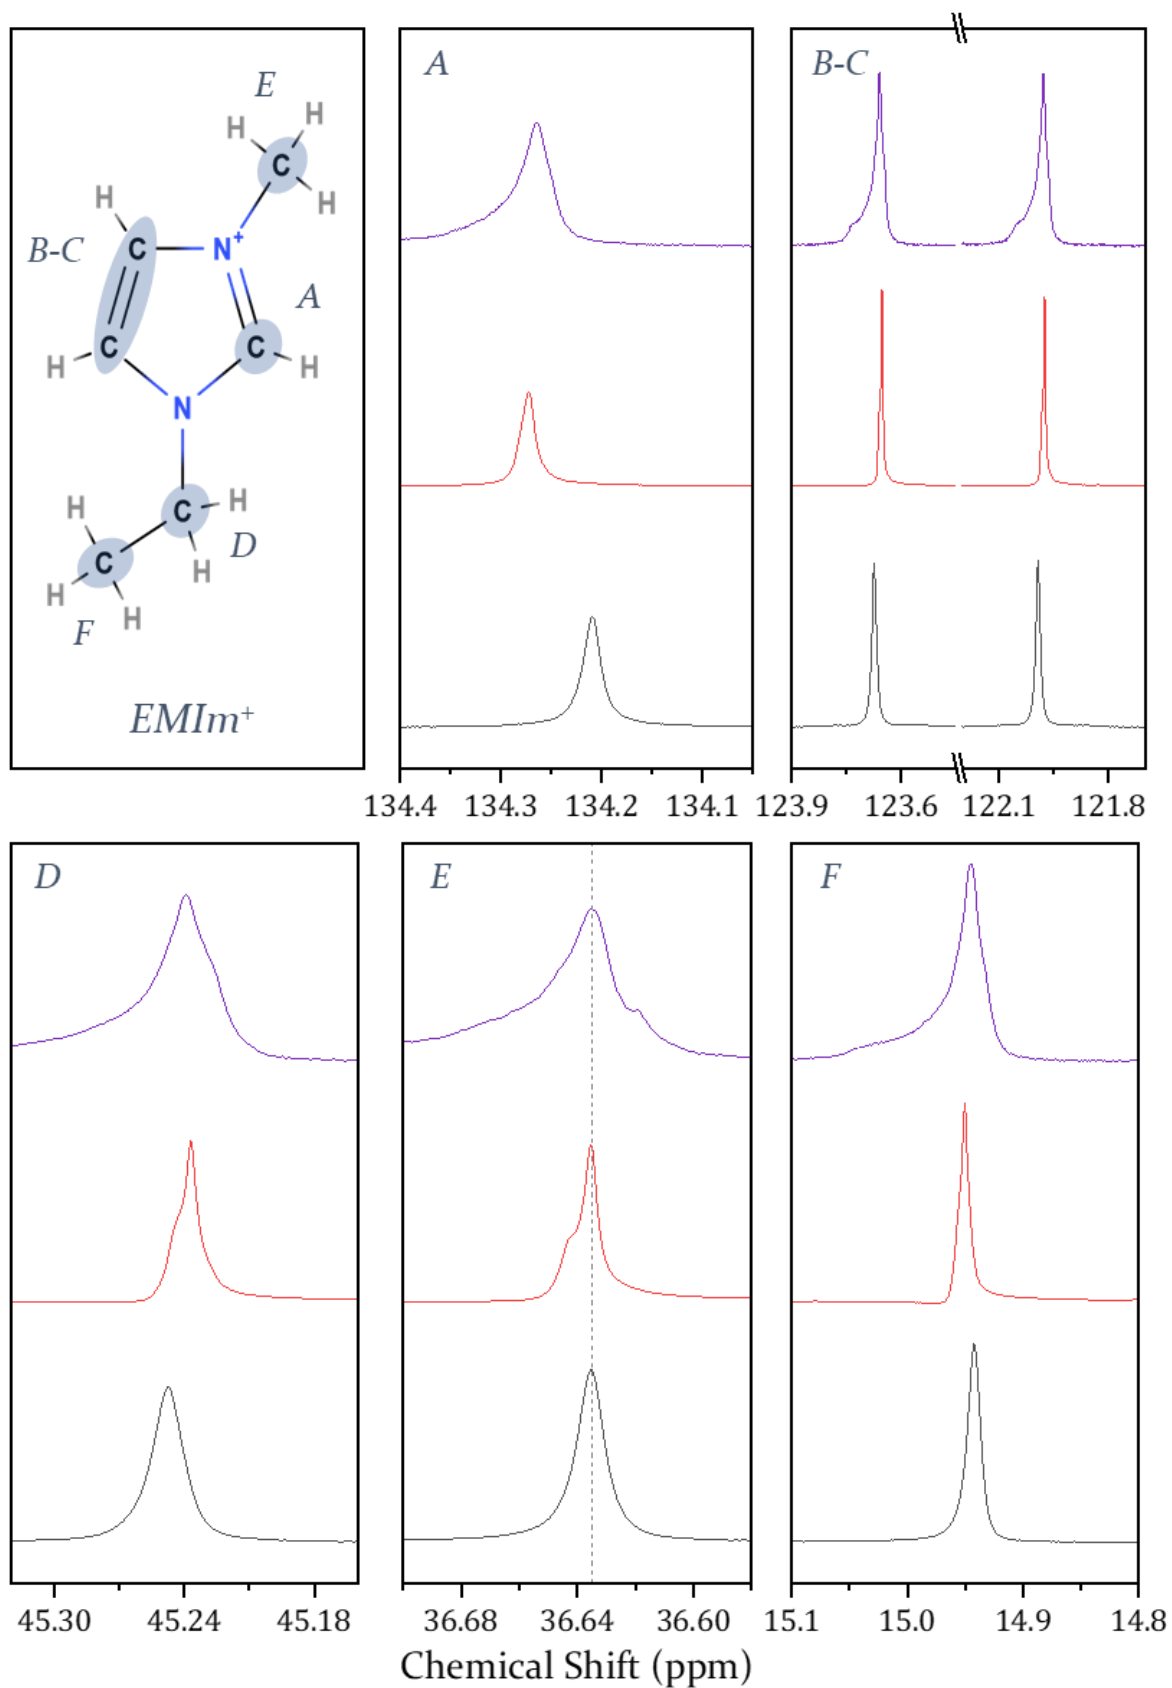 E
H H
C
H
H
B-C
C
N+
A
C
H
C
H
N
H
H
C
D
C
H
H
H
F
EMIm+
A
134.4 134.3 134.2 134.1
B-C
123.9 123.6 122.1 121.8
D
45.30 45.24 45.18
E
36.68 36.64 36.60
F
15.1 15.0 14.9 14.8
Chemical Shift (ppm)